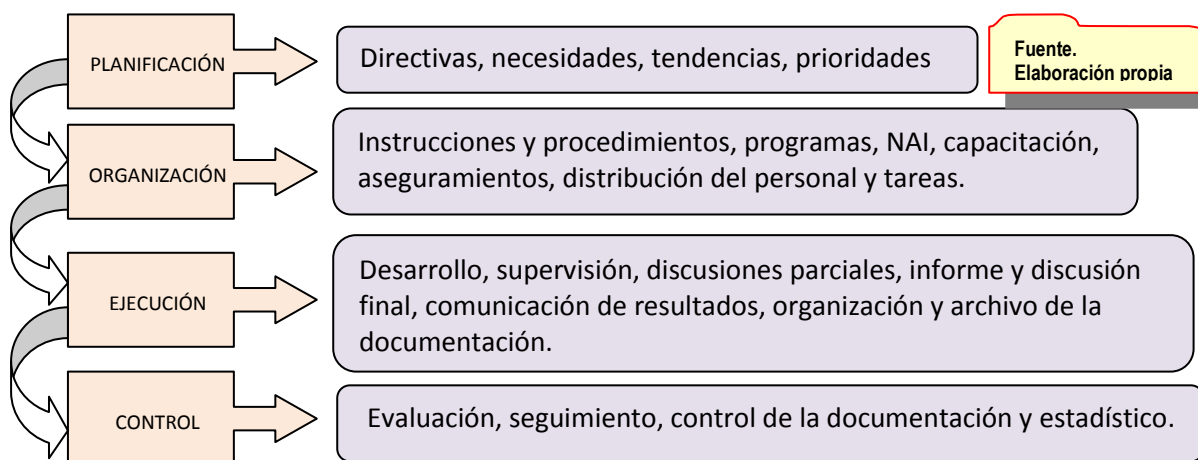 PLANIFICACIÓN
Directivas, necesidades, tendencias, prioridades
Fuente.
Elaboración propia
ORGANIZACIÓN
Instrucciones y procedimientos, programas, NAI, capacitación,
aseguramientos, distribución del personal y tareas.
EJECUCIÓN
Desarrollo, supervisión, discusiones parciales, informe y discusión
final, comunicación de resultados, organización y archivo de la
documentación.
CONTROL
Evaluación, seguimiento, control de la documentación y estadístico.